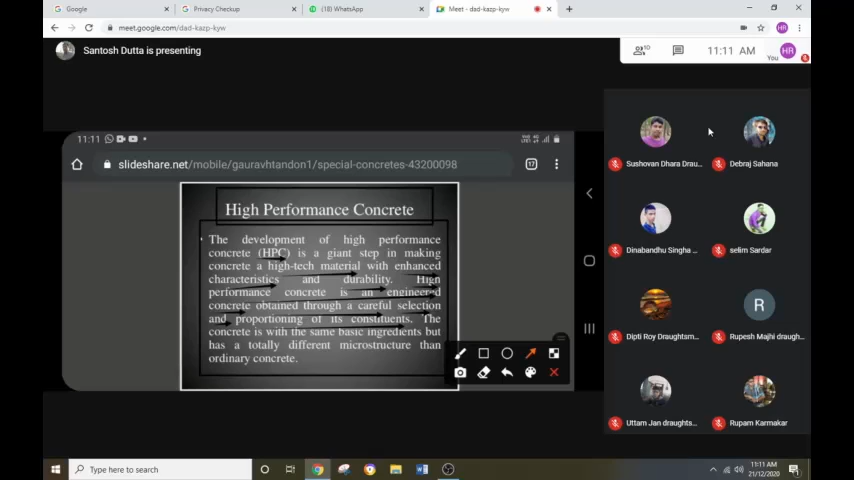 Google
Privacy Checkup
(18) WhatsApp
Meet - dad-kazp-kyw
meet.google.com/dad-kazp-kyw
HR
Santosh Dutta is presenting
10
11:11 AM
HR
You
11:11
slideshare.net/mobile/gauravhtandon1/special-concretes-43200098
17
High Performance Concrete
• The development of high performance
concrete (HPC) is a giant step in making
concrete a high-tech material with enhanced
characteristics and durability. High
performance concrete is an engineered
concrete obtained through a careful selection
and proportioning of its constituents. The
concrete is with the same basic ingredients but
has a totally different microstructure than
ordinary concrete.
Sushovan Dhara Drau...
Debraj Sahana
Dinabandhu Singha ...
selim Sardar
R
Dipti Roy Draughtsm...
Rupesh Majhi draugh...
Uttam Jan draughts...
Rupam Karmakar
Type here to search
11:11 AM
21/12/2020